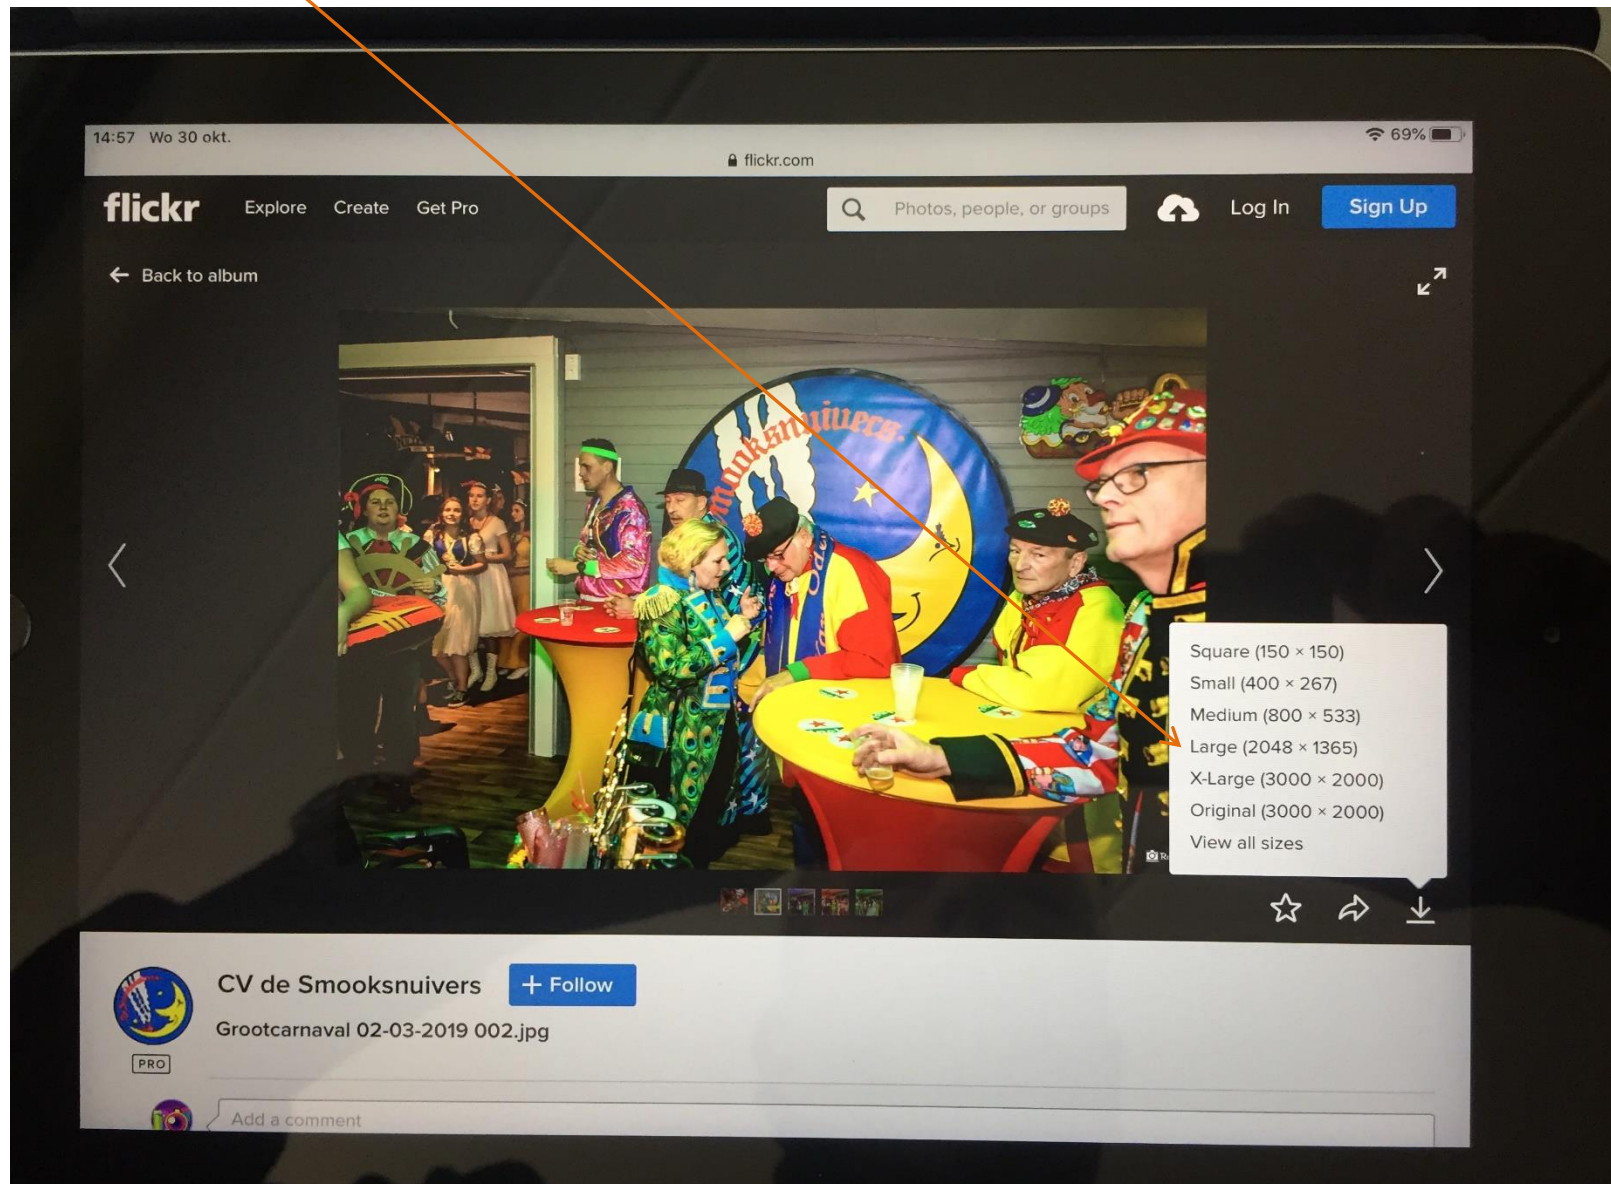 14:57 Wo 30 okt.
69%
flickr.com
flickr Explore Create Get Pro
Photos, people, or groups
Log In
Sign Up
Back to album
Smooksnuivers.
Square (150 × 150)
Small (400 × 267)
Medium (800 × 533)
Large (2048 × 1365)
X-Large (3000 × 2000)
Original (3000 × 2000)
View all sizes
CV de Smooksnuivers
+ Follow
Grootcarnaval 02-03-2019 002.jpg
PRO
Add a comment